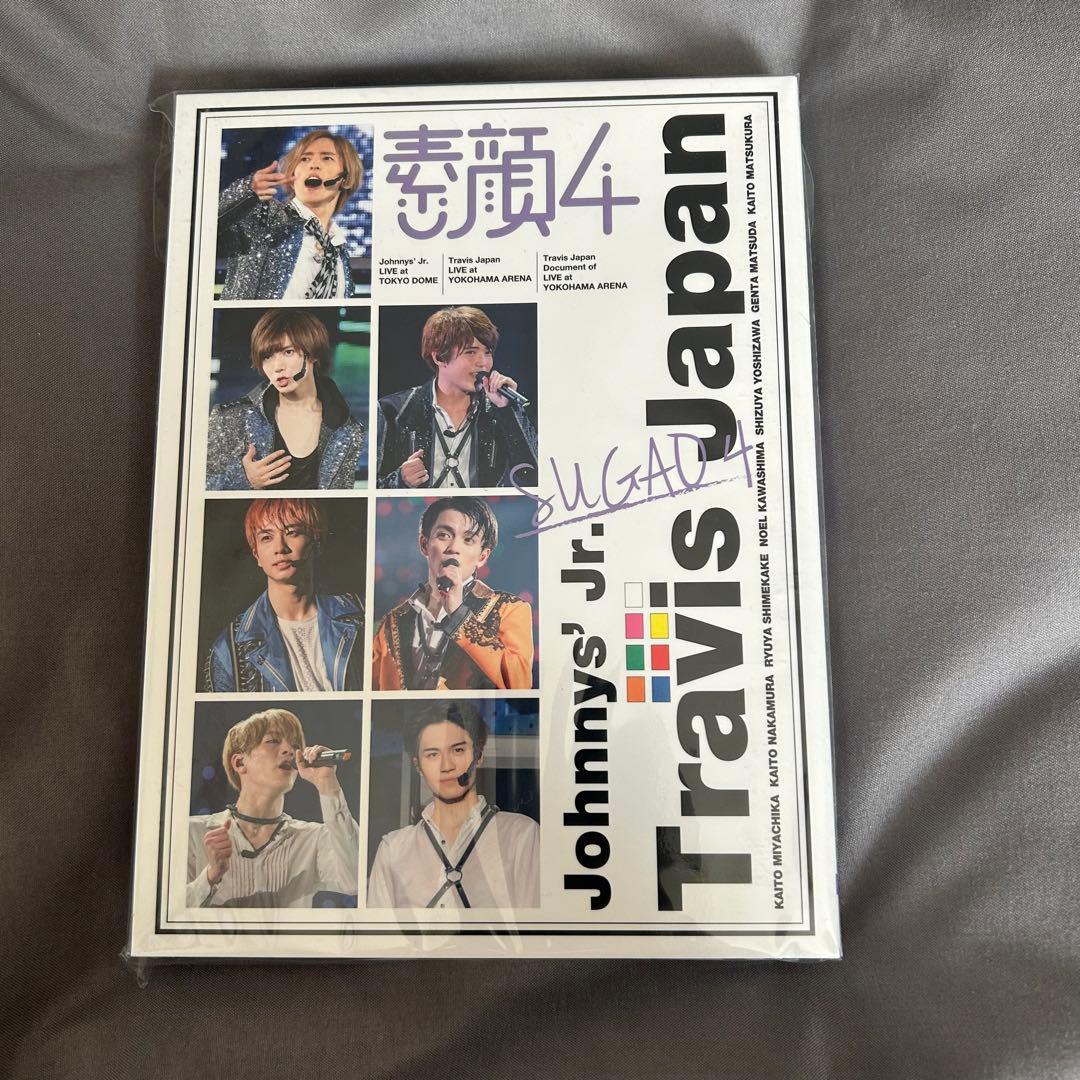 素顔4
Johnnys' Jr.
LIVE at
TOKYO DOME
Travis Japan
LIVE at
YOKOHAMA ARENA
Travis Japan
Document of
LIVE at
YOKOHAMA ARENA
SUGAO 4
Johnnys' Jr.
Travis Japan
KAITO MIYACHIKA KAITO NAKAMURA RYUYA SHIMEKAKE NOEL KAWASHIMA SHIZUYA YOSHIZAWA GENTA MATSUDA KAITO MATSUKURA